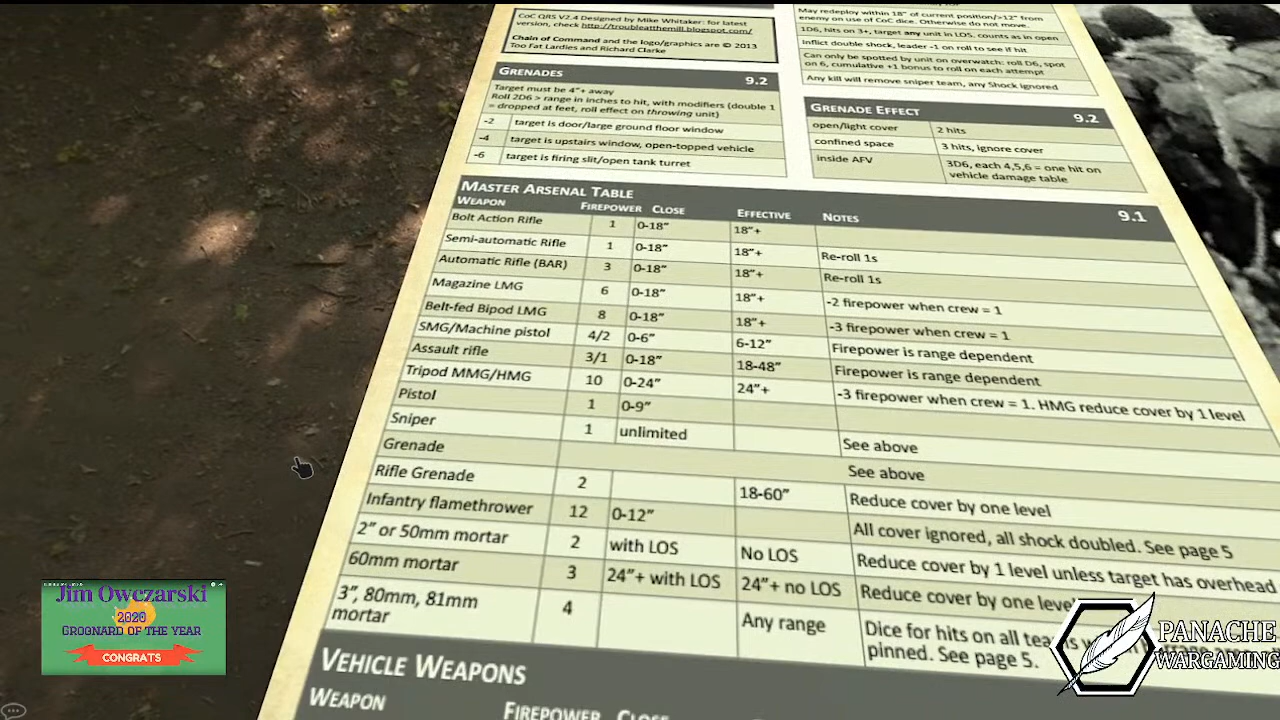 CoC QRS V2.4 Designed by Mike Whitaker: for latest
version, check http://troubleatthemill.blogspot.com/
Chain of Command and the logo/graphics are © 2013
Too Fat Lardies and Richard Clarke
May redeploy within 18" of current position/>12" from
enemy on use of CoC dice. Otherwise do not move.
1D6, hits on 3+, target any unit in LOS. counts as in open
Inflict double shock, leader -1 on roll to see if hit
Can only be spotted by unit on overwatch: roll D6, spot
on 6, cumulative +1 bonus to roll on each attempt
Any kill will remove sniper team, any Shock ignored
GRENADES 9.2
Target must be 4"+ away
Roll 2D6 > range in inches to hit, with modifiers (double 1
= dropped at feet, roll effect on throwing unit)
-2 target is door/large ground floor window
-4 target is upstairs window, open-topped vehicle
-6 target is firing slit/open tank turret
GRENADE EFFECT 9.2
open/light cover 2 hits
confined space 3 hits, ignore cover
inside AFV 3D6, each 4,5,6 = one hit on
vehicle damage table
MASTER ARSENAL TABLE 9.1
WEAPON FIREPOWER CLOSE EFFECTIVE NOTES
Bolt Action Rifle 1 0-18" 18"+
Semi-automatic Rifle 1 0-18" 18"+ Re-roll 1s
Automatic Rifle (BAR) 3 0-18" 18"+ Re-roll 1s
Magazine LMG 6 0-18" 18"+ -2 firepower when crew = 1
Belt-fed Bipod LMG 8 0-18" 18"+ -3 firepower when crew = 1
SMG/Machine pistol 4/2 0-6" 6-12" Firepower is range dependent
Assault rifle 3/1 0-18" 18-48" Firepower is range dependent
Tripod MMG/HMG 10 0-24" 24"+ -3 firepower when crew = 1. HMG reduce cover by 1 level
Pistol 1 0-9"
Sniper 1 unlimited See above
Grenade See above
Rifle Grenade 2 18-60" Reduce cover by one level
Infantry flamethrower 12 0-12" All cover ignored, all shock doubled. See page 5
2" or 50mm mortar 2 with LOS No LOS Reduce cover by 1 level unless target has overhead
60mm mortar 3 24"+ with LOS 24"+ no LOS Reduce cover by one level
3", 80mm, 81mm
mortar 4 Any range Dice for hits on all teams
pinned. See page 5.
VEHICLE WEAPONS
WEAPON FIREPOWER CLOSE
Jim Owczarski
2020
GROGNARD OF THE YEAR
CONGRATS
PANACHE
WARGAMING